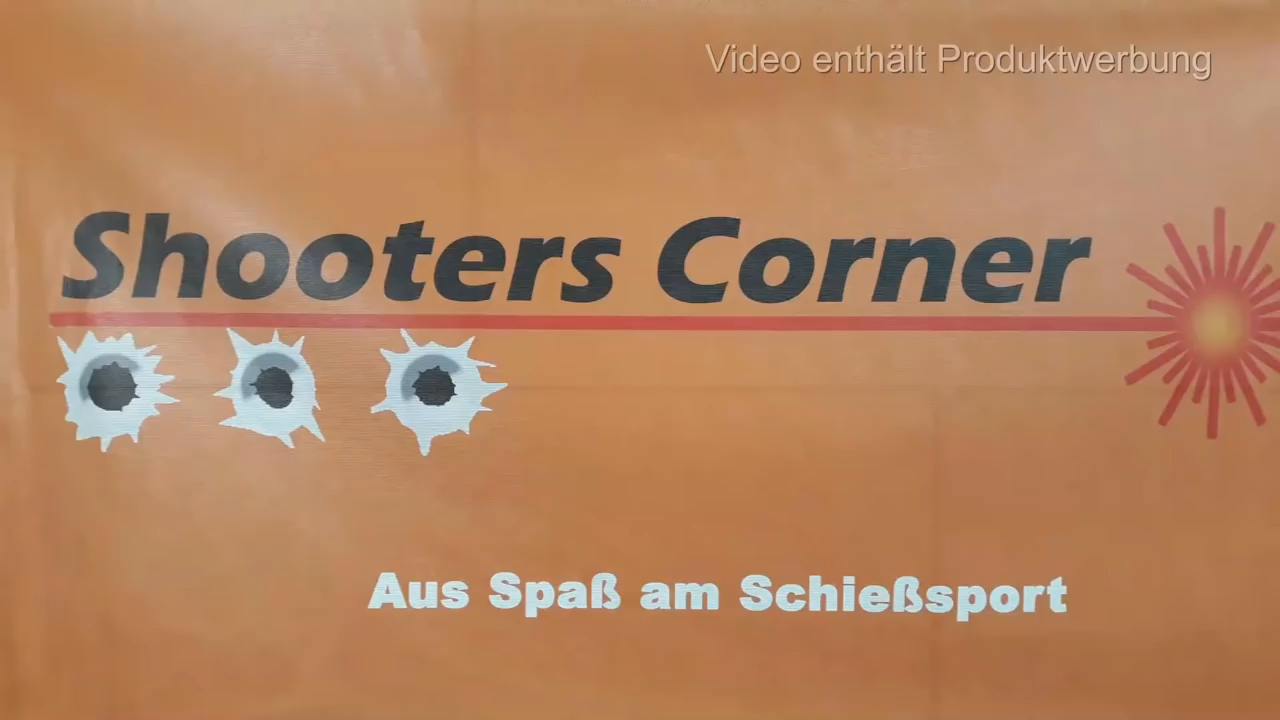 Video enthält Produktwerbung
Shooters Corner
Aus Spaß am Schießsport